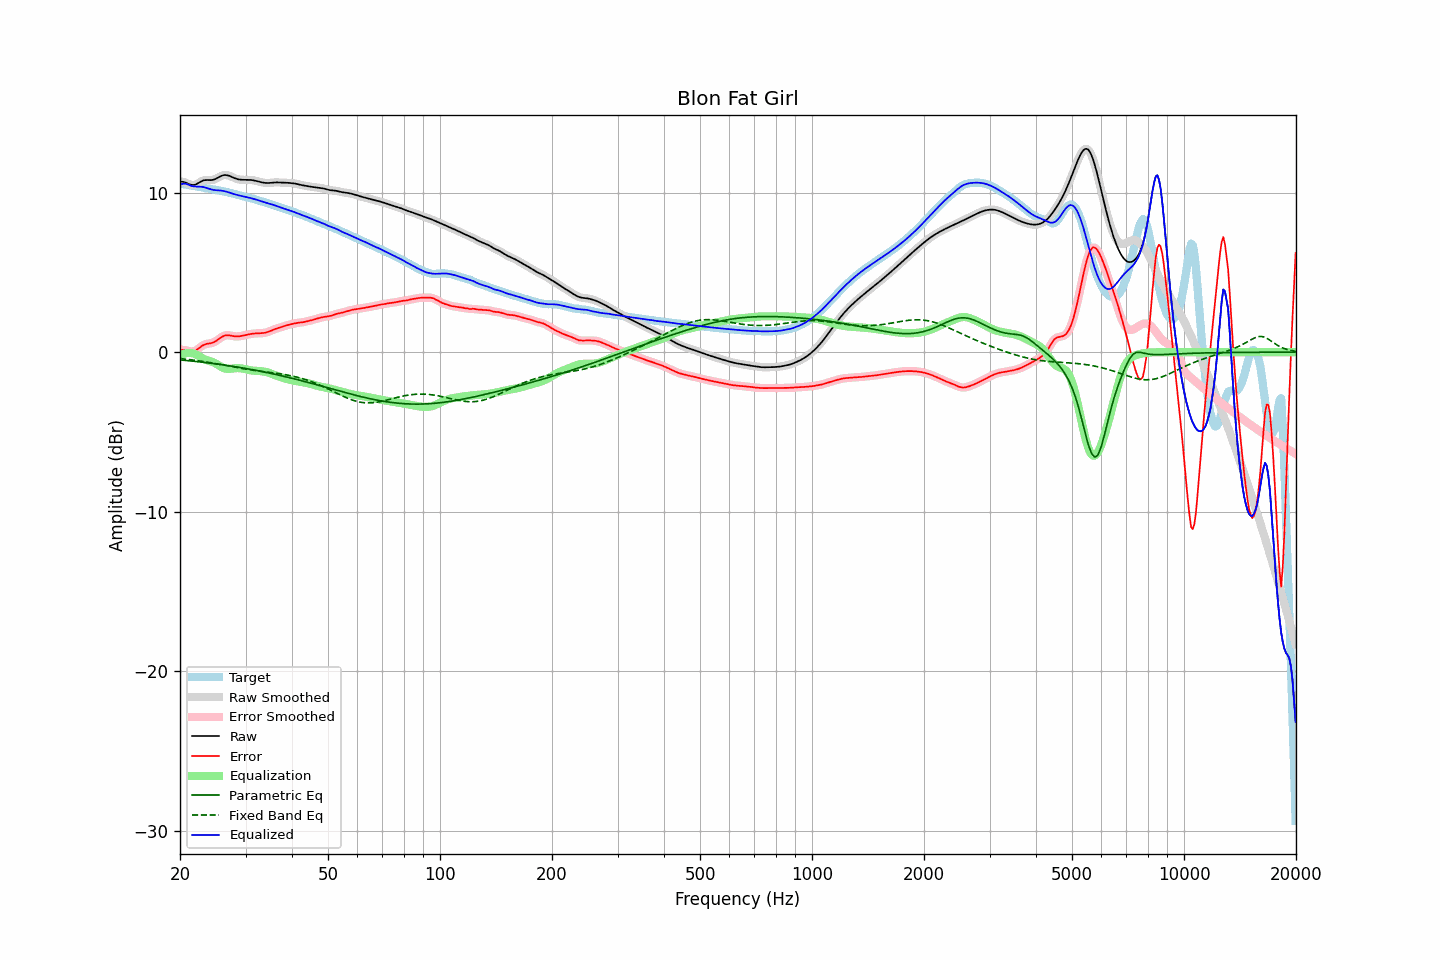 Blon Fat Girl
Amplitude (dBr)
10
0
−10
−20
−30
Target
Raw Smoothed
Error Smoothed
Raw
Error
Equalization
Parametric Eq
Fixed Band Eq
Equalized
20 50 100 200 500 1000 2000 5000 10000 20000
Frequency (Hz)